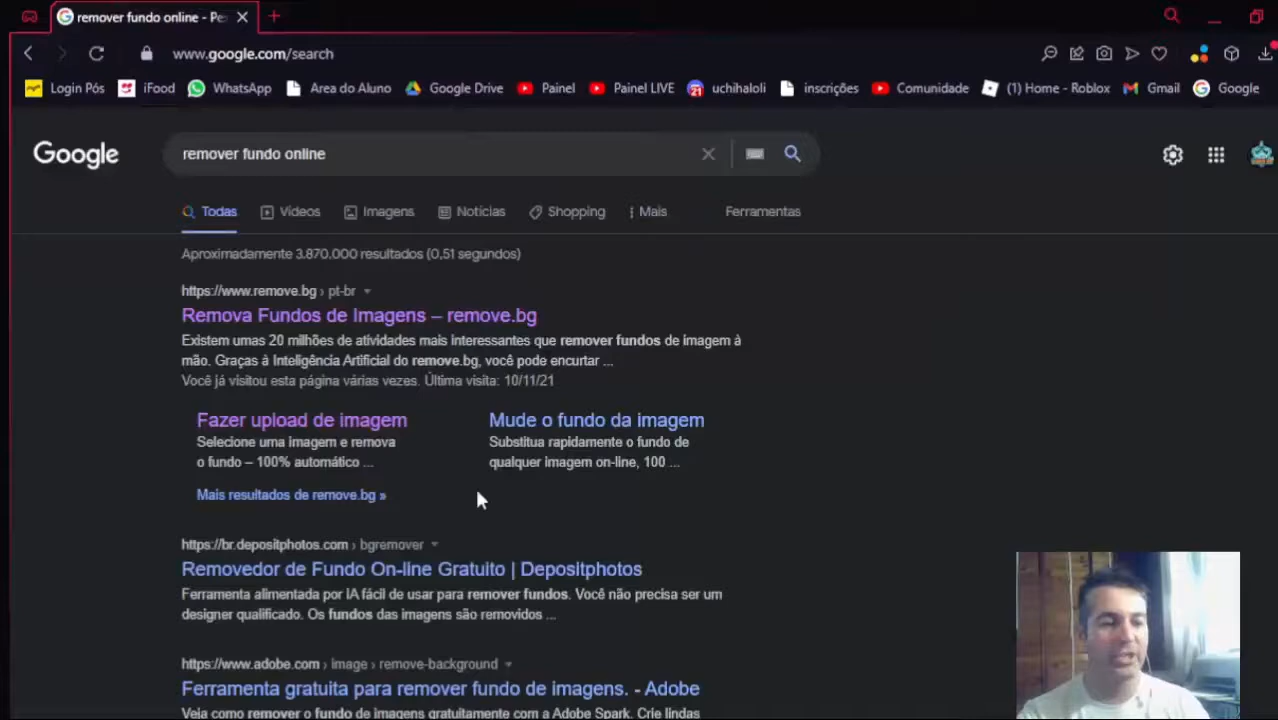 remover fundo online - Pe
www.google.com/search
Login Pós iFood WhatsApp Area do Aluno Google Drive Painel Painel LIVE 21 uchihaloli inscrições Comunidade (1) Home - Roblox Gmail Google
Google
remover fundo online
Todas Vídeos Imagens Notícias Shopping Mais Ferramentas
Aproximadamente 3.870.000 resultados (0,51 segundos)
https://www.remove.bg › pt-br
Remova Fundos de Imagens – remove.bg
Existem umas 20 milhões de atividades mais interessantes que remover fundos de imagem à
mão. Graças à Inteligência Artificial do remove.bg, você pode encurtar ...
Você já visitou esta página várias vezes. Última visita: 10/11/21
Fazer upload de imagem
Selecione uma imagem e remova
o fundo – 100% automático ...
Mude o fundo da imagem
Substitua rapidamente o fundo de
qualquer imagem on-line, 100 ...
Mais resultados de remove.bg »
https://br.depositphotos.com › bgremover
Removedor de Fundo On-line Gratuito | Depositphotos
Ferramenta alimentada por IA fácil de usar para remover fundos. Você não precisa ser um
designer qualificado. Os fundos das imagens são removidos ...
https://www.adobe.com › image › remove-background
Ferramenta gratuita para remover fundo de imagens. - Adobe
Veja como remover o fundo de imagens gratuitamente com a Adobe Spark. Crie lindas